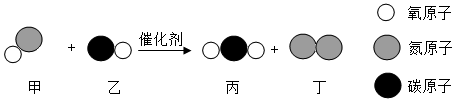 氧原子
+ 催化剂 +
氮原子
甲 乙 丙 丁 碳原子